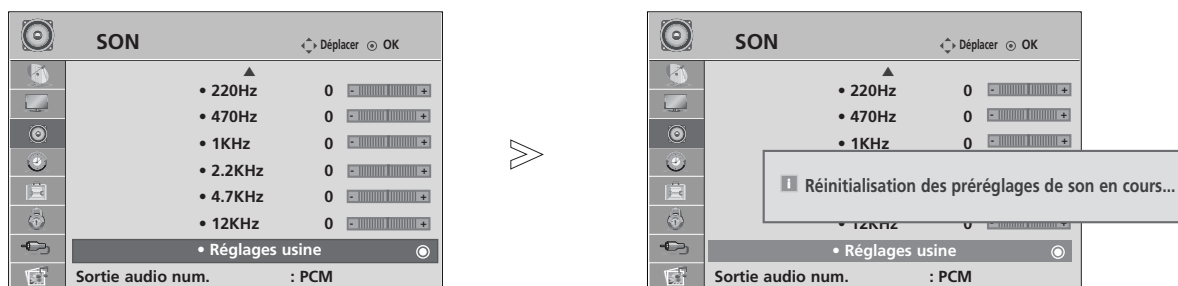 SON Déplacer OK
• 220Hz 0 - +
• 470Hz 0 - +
• 1KHz 0 - +
• 2.2KHz 0 - +
• 4.7KHz 0 - +
• 12KHz 0 - +
• Réglages usine
Sortie audio num. : PCM
SON Déplacer OK
• 220Hz 0 - +
• 470Hz 0 - +
• 1KHz 0 - +
i Réinitialisation des préréglages de son en cours...
• 12KHz 0 - +
• Réglages usine
Sortie audio num. : PCM